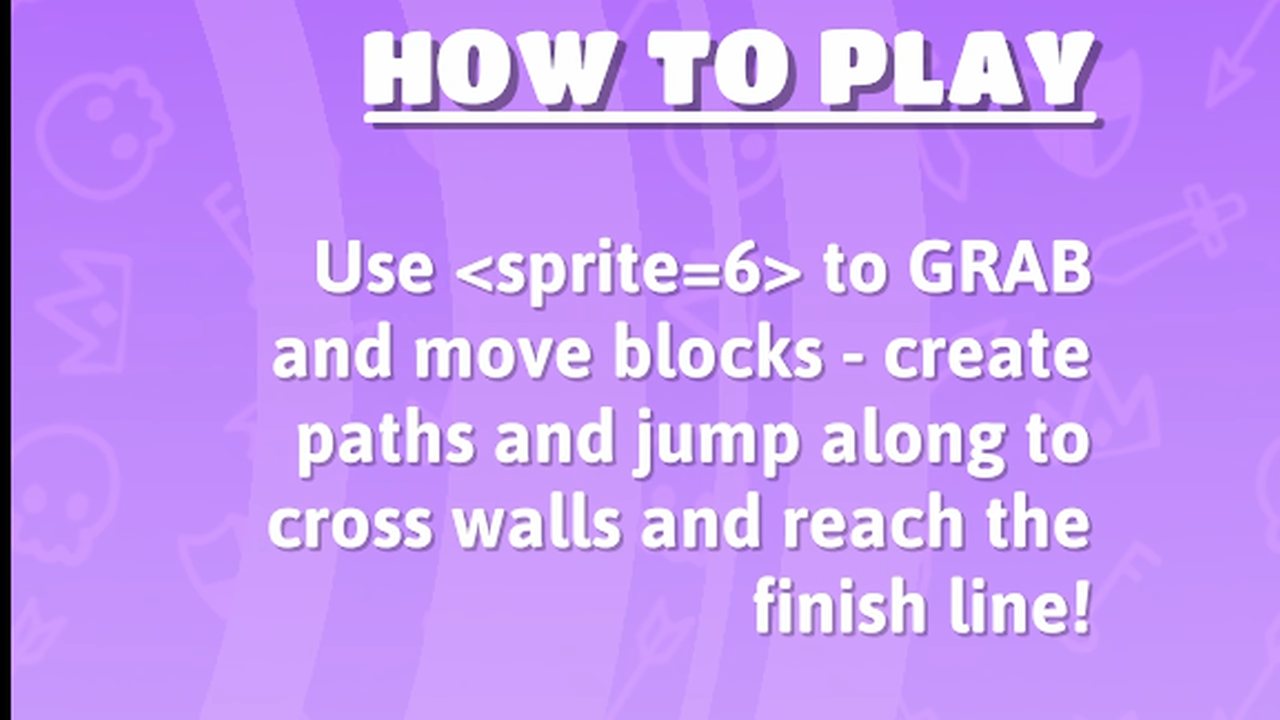 HOW TO PLAY
Use <sprite=6> to GRAB
and move blocks - create
paths and jump along to
cross walls and reach the
finish line!